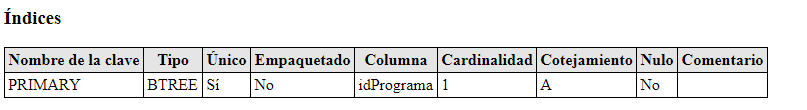 Índices
Nombre de la clave Tipo Único Empaquetado Columna Cardinalidad Cotejamiento Nulo Comentario
PRIMARY BTREE Sí No idPrograma 1 A No